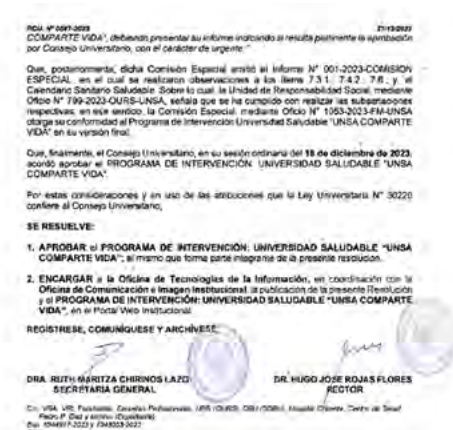 RCU. N° 0697-2023 21/12/2023
COMPARTE VIDA", debiendo presentar su informe indicando si resulta pertinente la aprobación
por Consejo Universitario, con el carácter de urgente."
Que, posteriormente, dicha Comisión Especial emitió el Informe N° 001-2023-COMISION
ESPECIAL, en el cual se realizaron observaciones a los ítems 7.3.1, 7.4.2, 7.6., y, el
Calendario Sanitario Saludable. Sobre lo cual, la Unidad de Responsabilidad Social, mediante
Oficio N° 799-2023-OURS-UNSA, señala que se ha cumplido con realizar las subsanaciones
respectivas, en ese sentido, la Comisión Especial, mediante Oficio N° 1053-2023-FM-UNSA
otorga su conformidad al Programa de Intervención Universidad Saludable "UNSA COMPARTE
VIDA" en su versión final.
Que, finalmente, el Consejo Universitario, en su sesión ordinaria del 18 de diciembre de 2023,
acordó aprobar el PROGRAMA DE INTERVENCIÓN: UNIVERSIDAD SALUDABLE "UNSA
COMPARTE VIDA".
Por estas consideraciones y en uso de las atribuciones que la Ley Universitaria N° 30220
confiere al Consejo Universitario,
SE RESUELVE:
1. APROBAR el PROGRAMA DE INTERVENCIÓN: UNIVERSIDAD SALUDABLE "UNSA
COMPARTE VIDA"; el mismo que forma parte integrante de la presente resolución.
2. ENCARGAR a la Oficina de Tecnologías de la Información, en coordinación con la
Oficina de Comunicación e Imagen Institucional, la publicación de la presente Resolución
y el PROGRAMA DE INTERVENCIÓN: UNIVERSIDAD SALUDABLE "UNSA COMPARTE
VIDA", en el Portal Web Institucional.
REGÍSTRESE, COMUNÍQUESE Y ARCHÍVESE.
DRA. RUTH MARITZA CHIRINOS LAZO DR. HUGO JOSÉ ROJAS FLORES
SECRETARIA GENERAL RECTOR